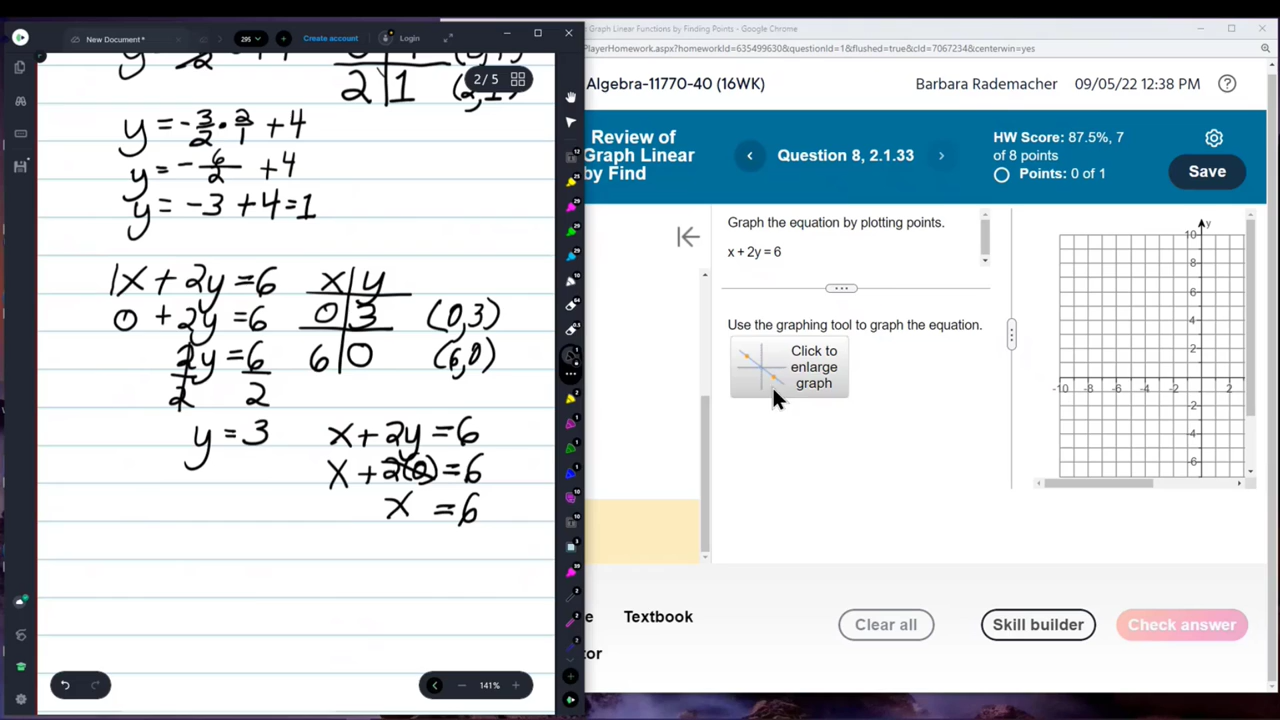 New Document*
295
Create account
Login
2/5
2 | 1
y = -3/2 · 2/1 + 4
y = -6/2 + 4
y = -3 + 4 = 1
1x + 2y = 6
0 + 2y = 6
2y = 6
2 2
y = 3
x | y
0 | 3 (0,3)
6 | 0 (6,0)
x + 2y = 6
x + 2(0) = 6
x = 6
141%
Graph Linear Functions by Finding Points - Google Chrome
PlayerHomework.aspx?homeworkId=635499630&questionId=1&flushed=true&cId=7067234&centerwin=yes
Algebra-11770-40 (16WK)
Barbara Rademacher
09/05/22 12:38 PM
Review of
Graph Linear
by Find
Question 8, 2.1.33
HW Score: 87.5%, 7
of 8 points
Points: 0 of 1
Save
Graph the equation by plotting points.
x + 2y = 6
Use the graphing tool to graph the equation.
Click to
enlarge
graph
y
10
8
6
4
2
-10 -8 -6 -4 -2 2
-2
-4
-6
e
Textbook
Clear all
Skill builder
Check answer
tor